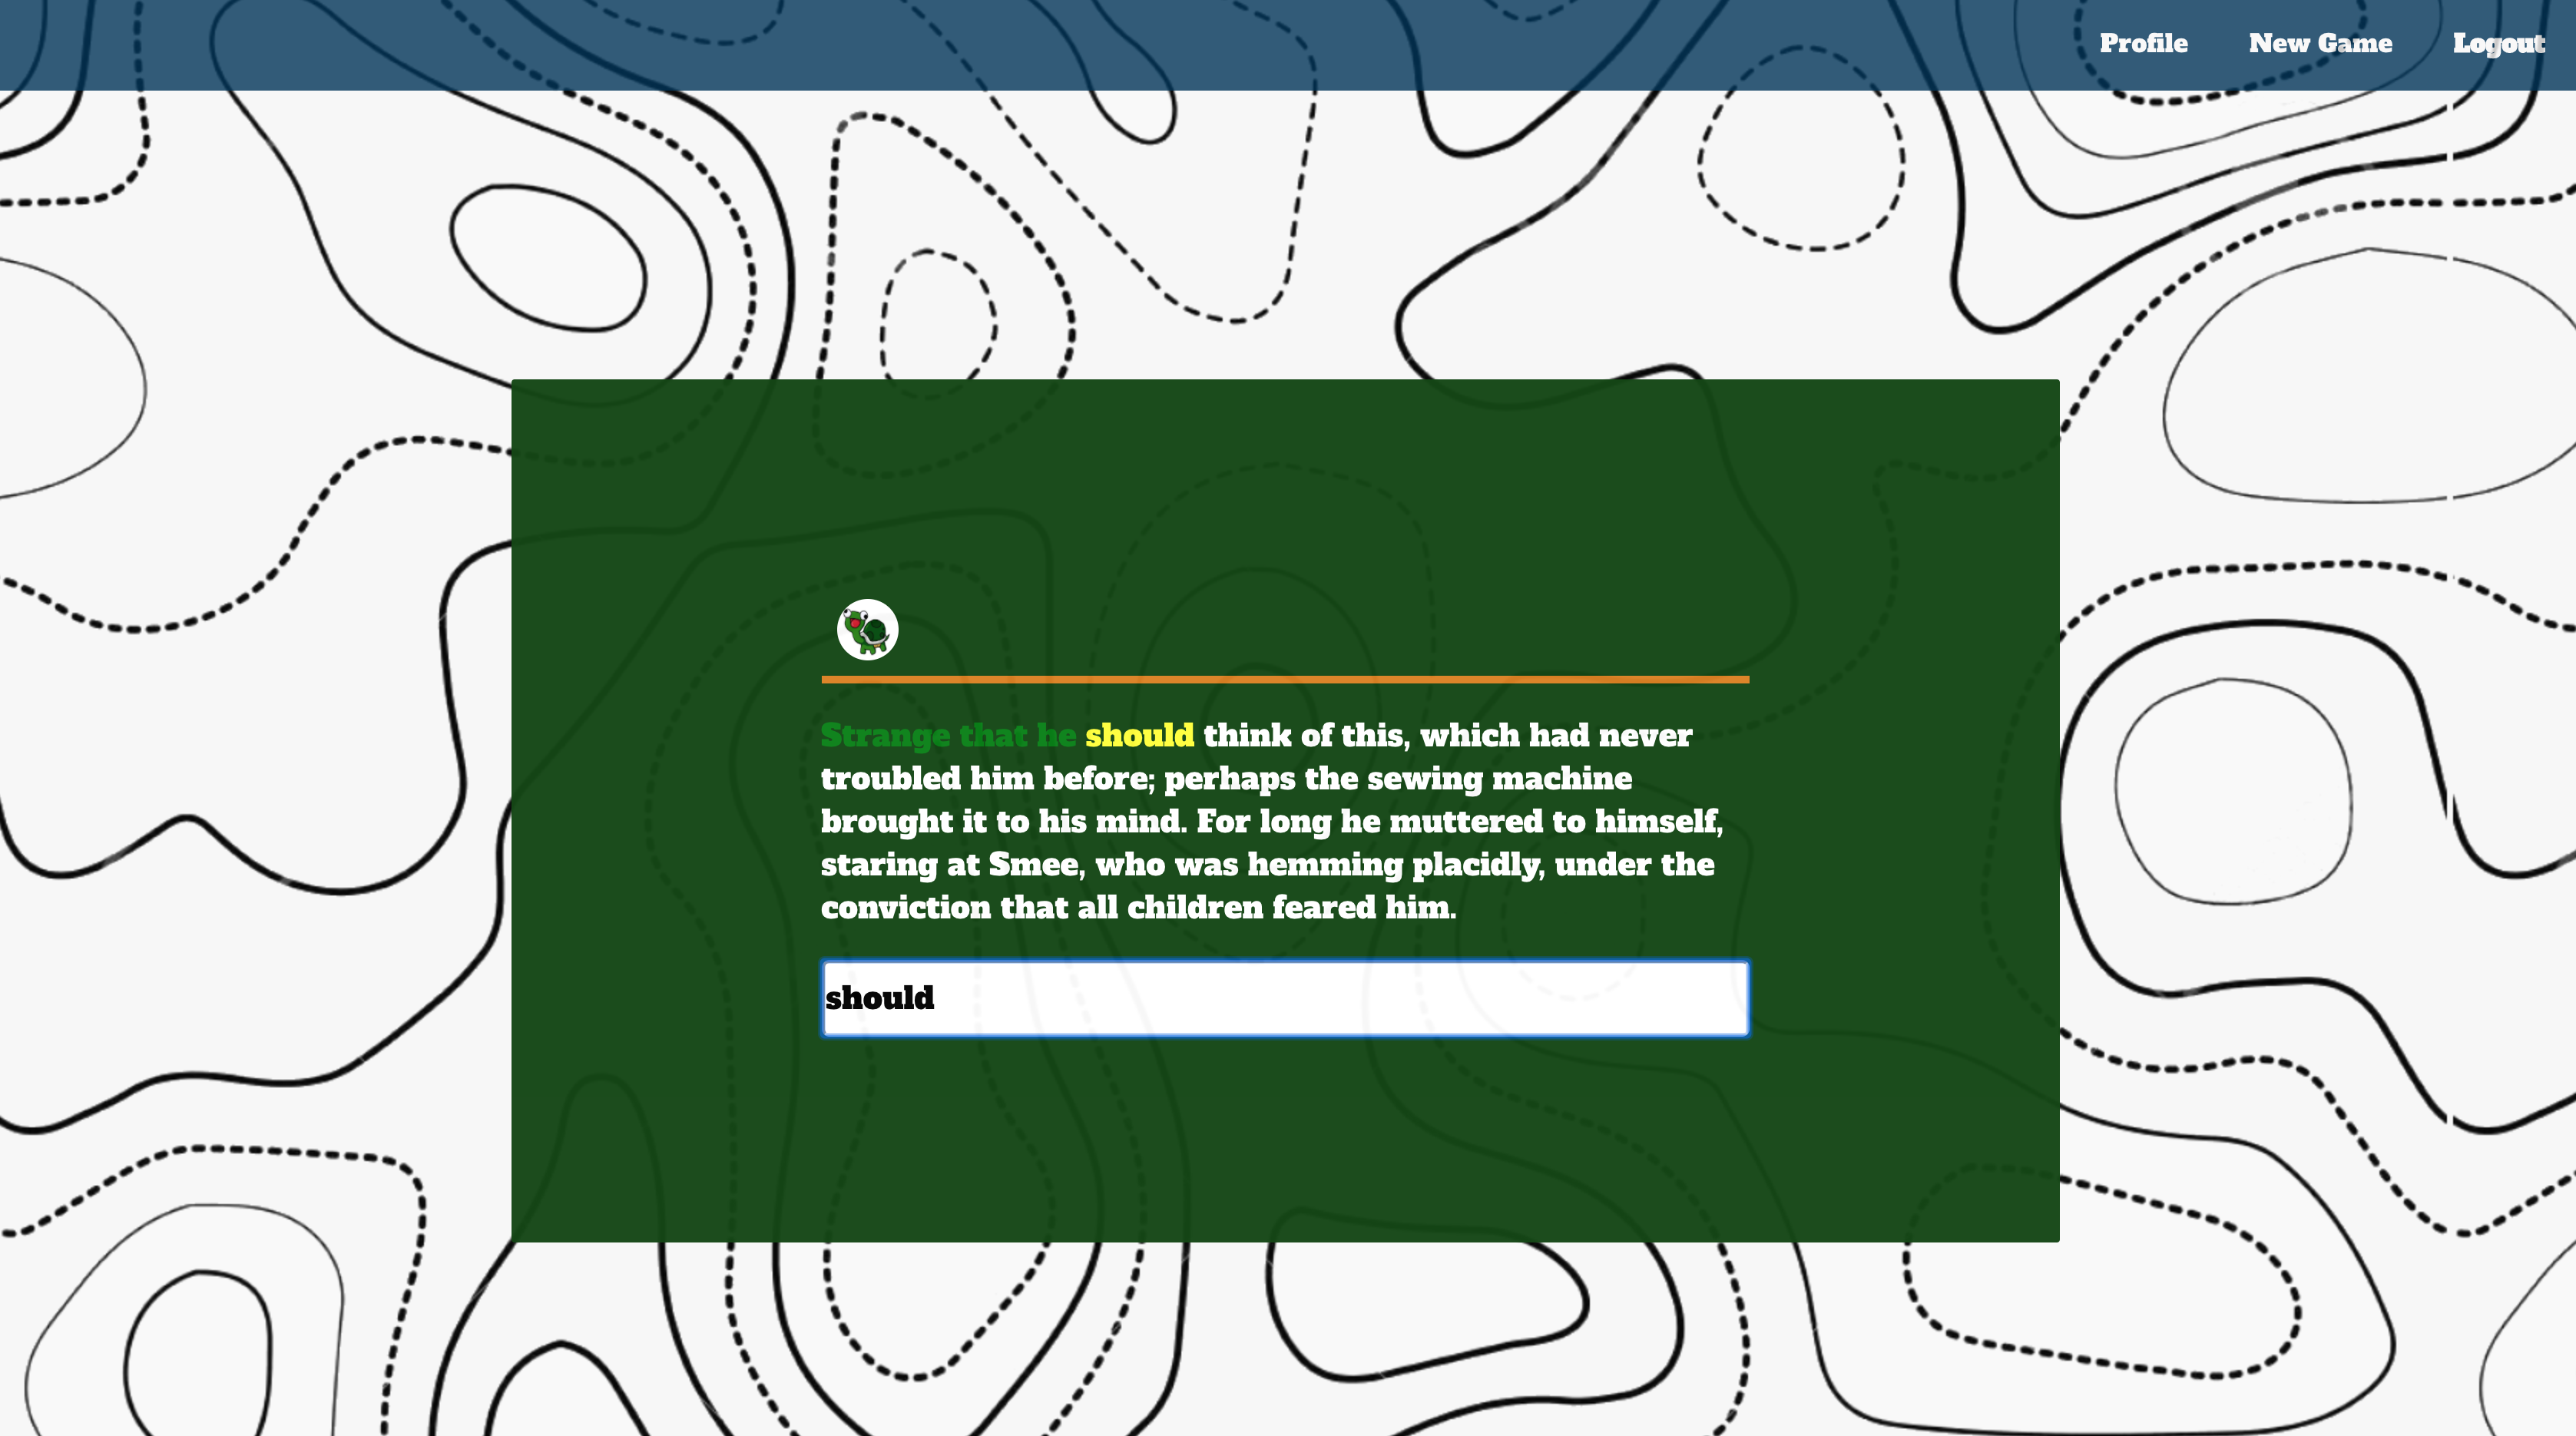 Profile New Game Logout
Strange that he should think of this, which had never
troubled him before; perhaps the sewing machine
brought it to his mind. For long he muttered to himself,
staring at Smee, who was hemming placidly, under the
conviction that all children feared him.
should